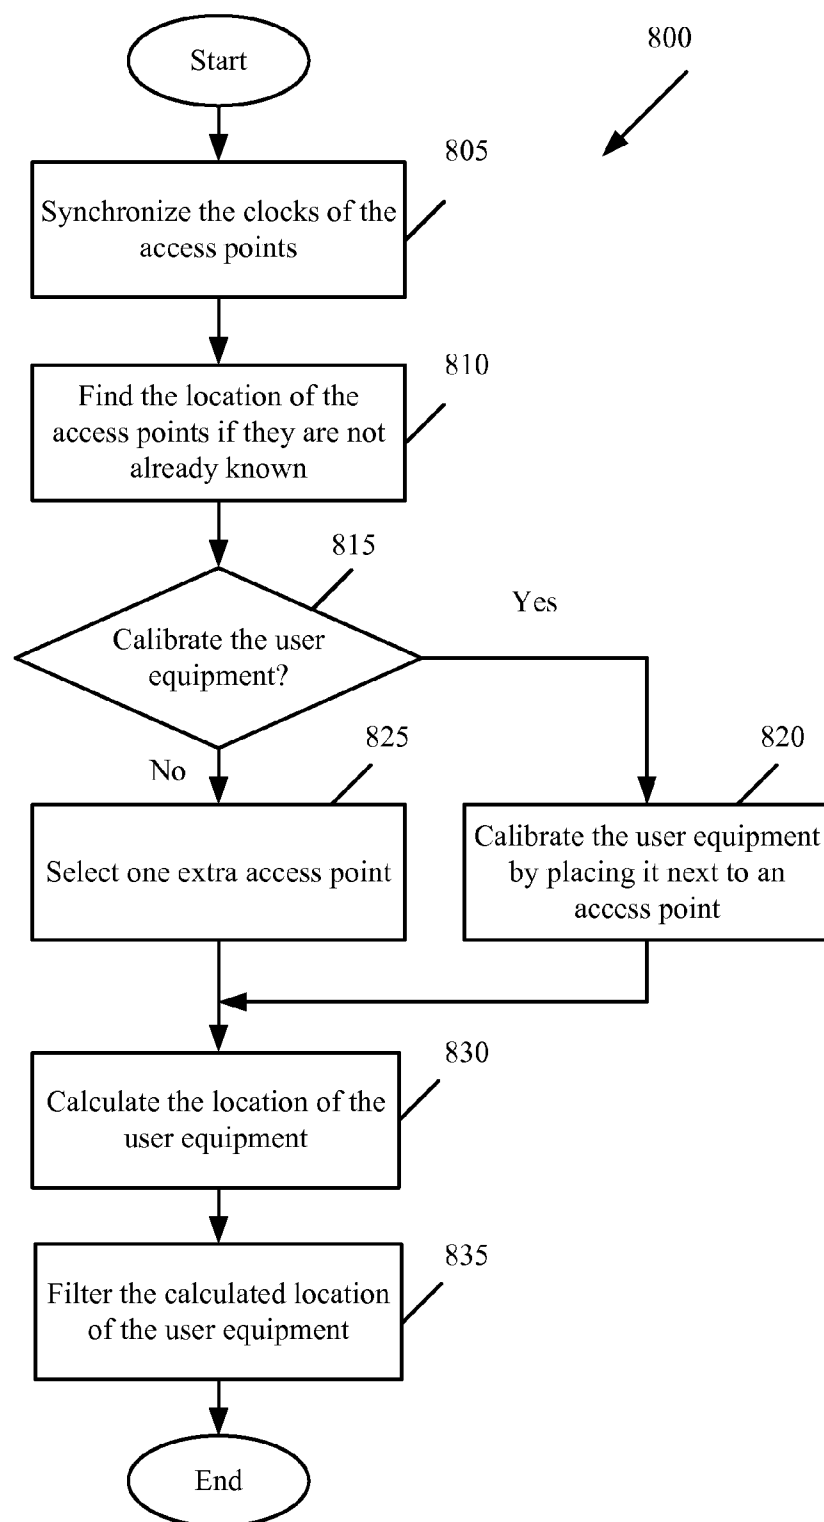 Start
800
805
Synchronize the clocks of the
access points
810
Find the location of the
access points if they are not
already known
815
Yes
Calibrate the user
equipment?
No
825
820
Select one extra access point
Calibrate the user equipment
by placing it next to an
access point
830
Calculate the location of the
user equipment
835
Filter the calculated location
of the user equipment
End